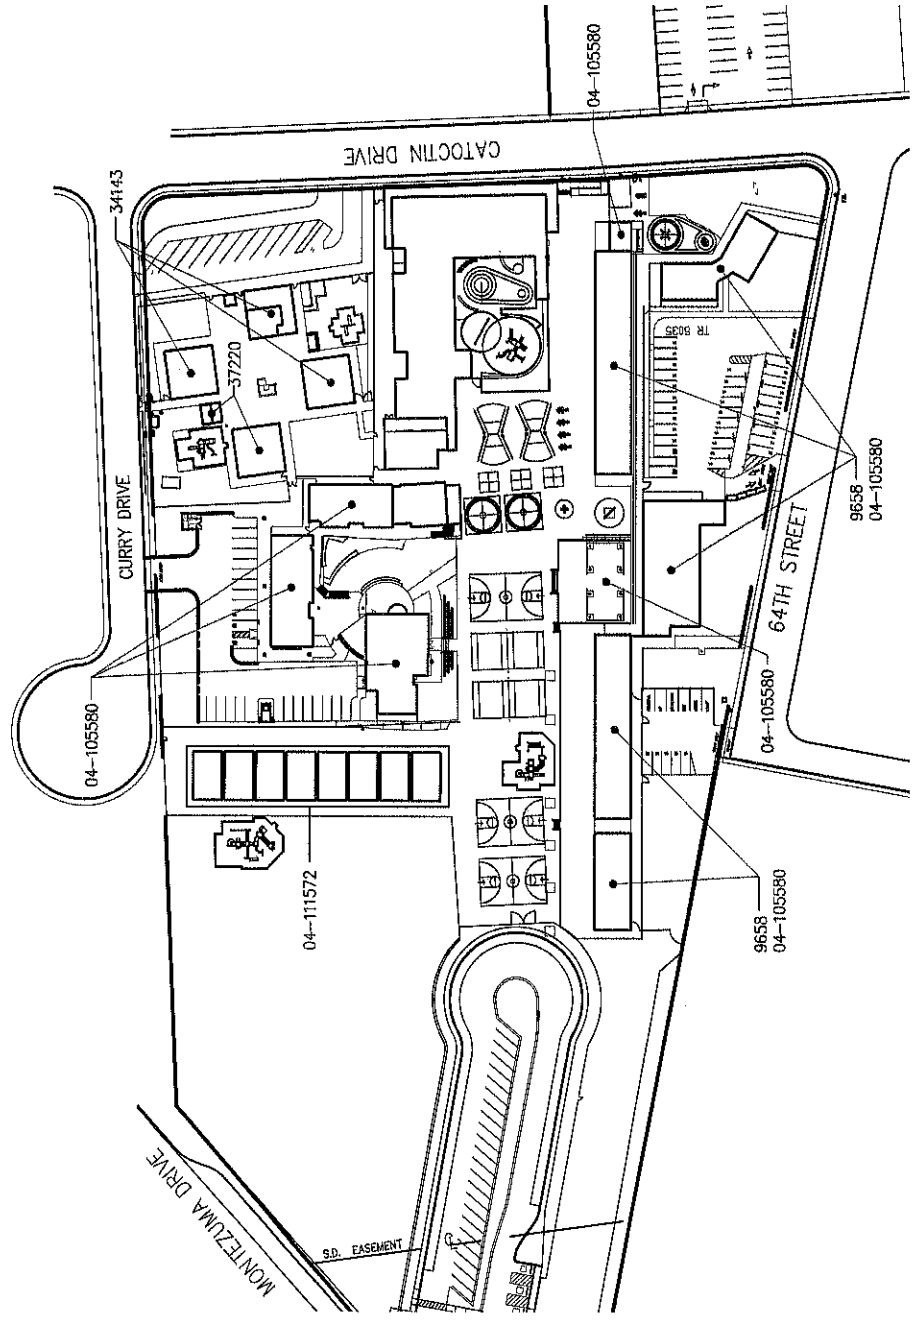 04-105580
CATOCTIN DRIVE
34143
37220
TR 8035
CURRY DRIVE
9658
04-105580
64TH STREET
04-105580
04-105580
04-111572
9658
04-105580
MONTEZUMA DRIVE
S.D. EASEMENT